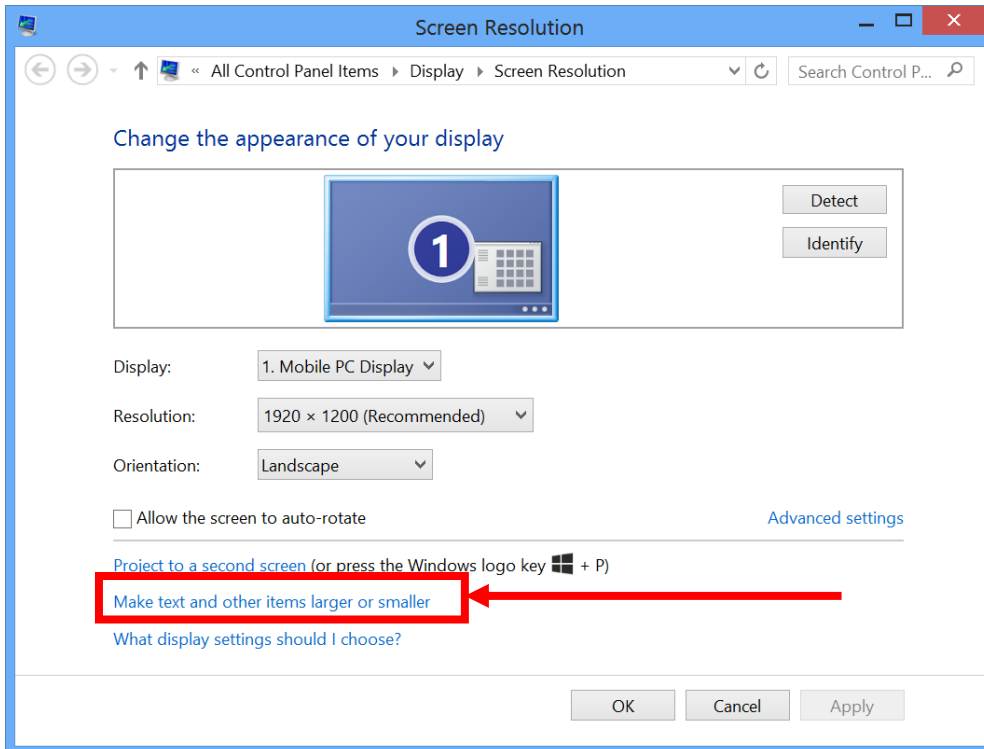 Screen Resolution
« All Control Panel Items Display Screen Resolution Search Control P...
Change the appearance of your display
1
Detect
Identify
Display: 1. Mobile PC Display
Resolution: 1920 × 1200 (Recommended)
Orientation: Landscape
Allow the screen to auto-rotate Advanced settings
Project to a second screen (or press the Windows logo key + P)
Make text and other items larger or smaller
What display settings should I choose?
OK Cancel Apply